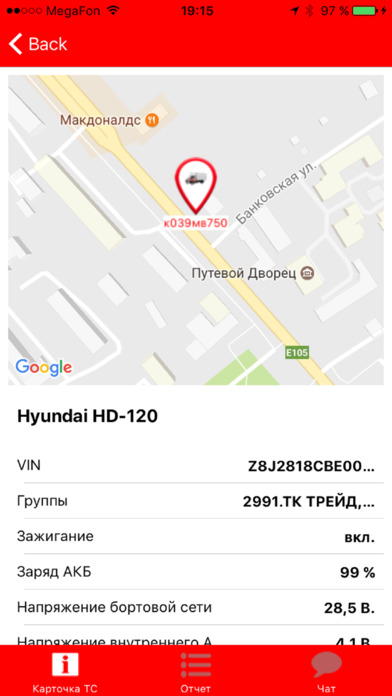 MegaFon 19:15 97 %
Back
Макдоналдс
к039мв750
Банковская ул.
Путевой Дворец
E105
Google
Hyundai HD-120
VIN Z8J2818CBE00...
Группы 2991.ТК ТРЕЙД,...
Зажигание вкл.
Заряд АКБ 99 %
Напряжение бортовой сети 28,5 В.
Напряжение внутреннего А 4,1 В.
Карточка ТС Отчет Чат